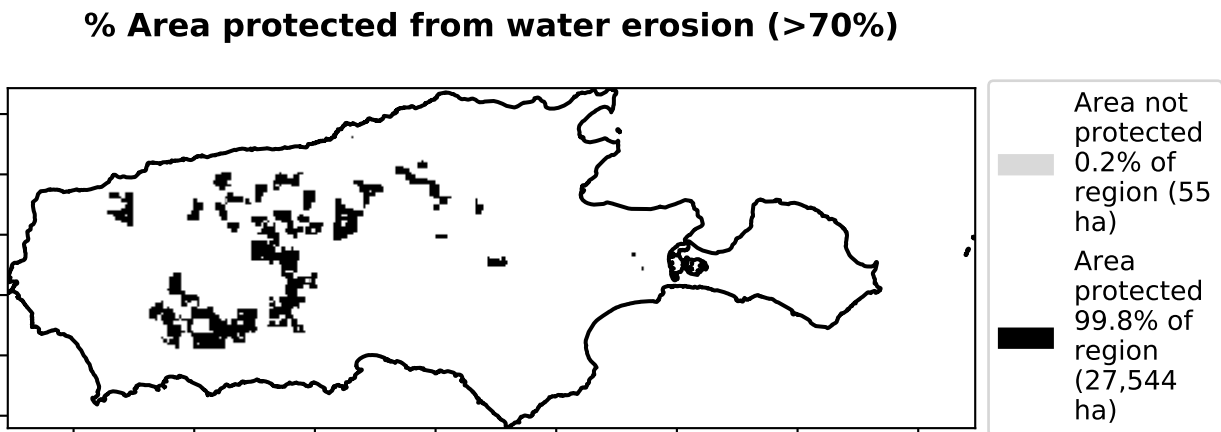 % Area protected from water erosion (>70%)
Area not
protected
0.2% of
region (55
ha)
Area
protected
99.8% of
region
(27,544
ha)